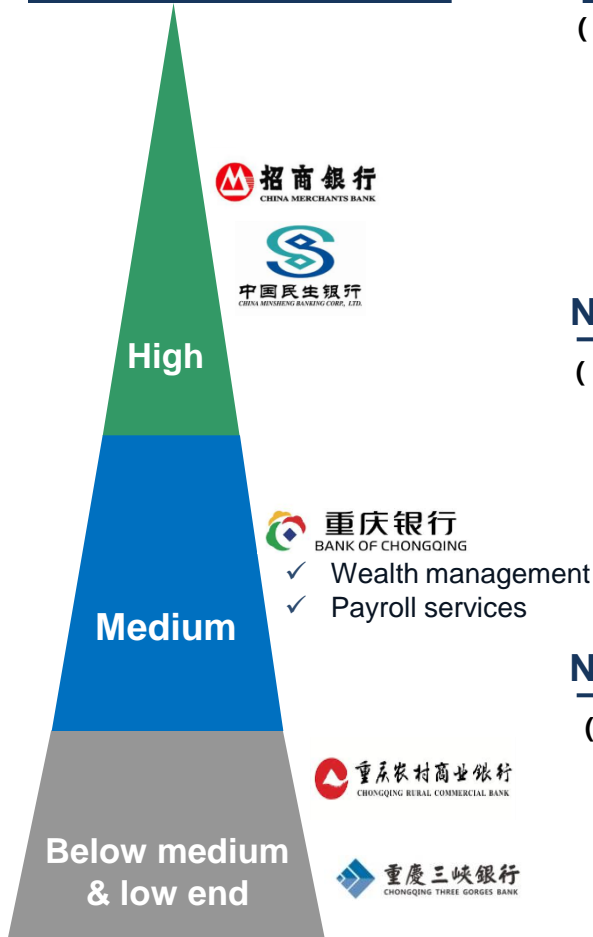 (
招商銀行
CHINA MERCHANTS BANK
中国民生银行
CHINA MINSHENG BANKING CORP., LTD.
N
High
(
重庆银行
BANK OF CHONGQING
✓ Wealth management
✓ Payroll services
Medium
N
(
重庆农村商业银行
CHONGQING RURAL COMMERCIAL BANK
Below medium
& low end
重慶三峡銀行
CHONGQING THREE GORGES BANK